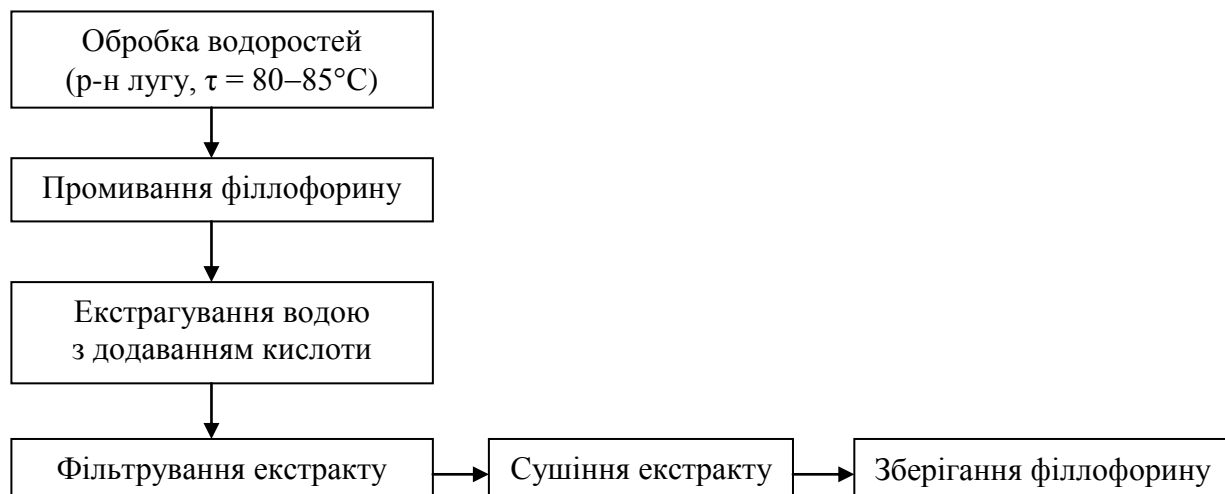 Обробка водоростей
(р-н лугу, τ = 80–85°С)
Промивання філлофорину
Екстрагування водою
з додаванням кислоти
Фільтрування екстракту
Сушіння екстракту
Зберігання філлофорину